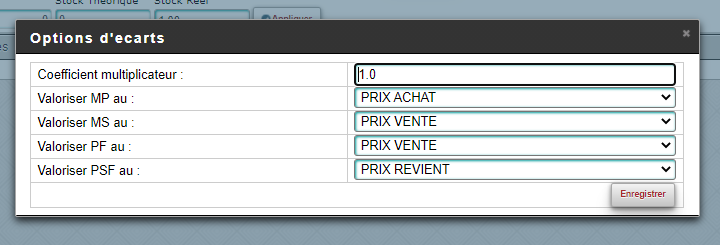 Stock Théorique Stock Réel
0 0 1.00 Appliquer
Options d'ecarts ×
Coefficient multiplicateur : 1.0
Valoriser MP au : PRIX ACHAT
Valoriser MS au : PRIX VENTE
Valoriser PF au : PRIX VENTE
Valoriser PSF au : PRIX REVIENT
Enregistrer